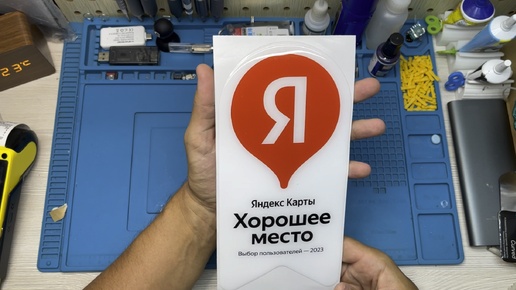 Я
Яндекс Карты
Хорошее
место
Выбор пользователей — 2023